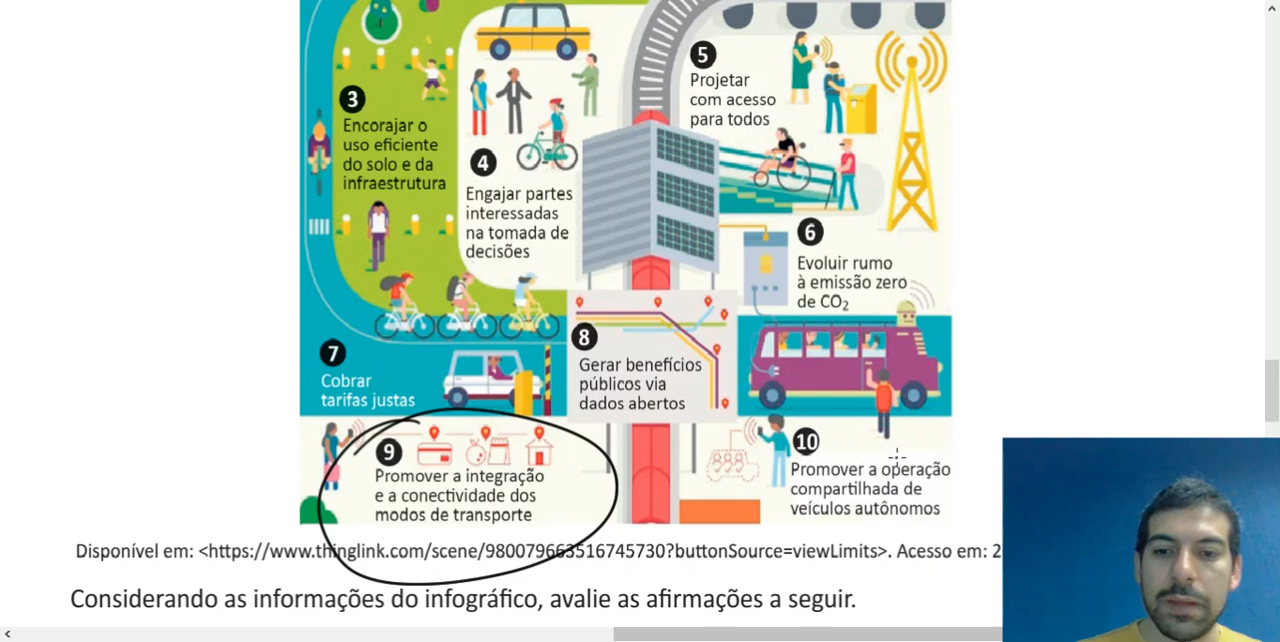 3
Encorajar o
uso eficiente
do solo e da
infraestrutura
4
Engajar partes
interessadas
na tomada de
decisões
5
Projetar
com acesso
para todos
6
Evoluir rumo
à emissão zero
de CO₂
7
Cobrar
tarifas justas
8
Gerar benefícios
públicos via
dados abertos
9
Promover a integração
e a conectividade dos
modos de transporte
10
Promover a operação
compartilhada de
veículos autônomos
Disponível em: <https://www.thinglink.com/scene/980079663516745730?buttonSource=viewLimits>. Acesso em: 2
Considerando as informações do infográfico, avalie as afirmações a seguir.